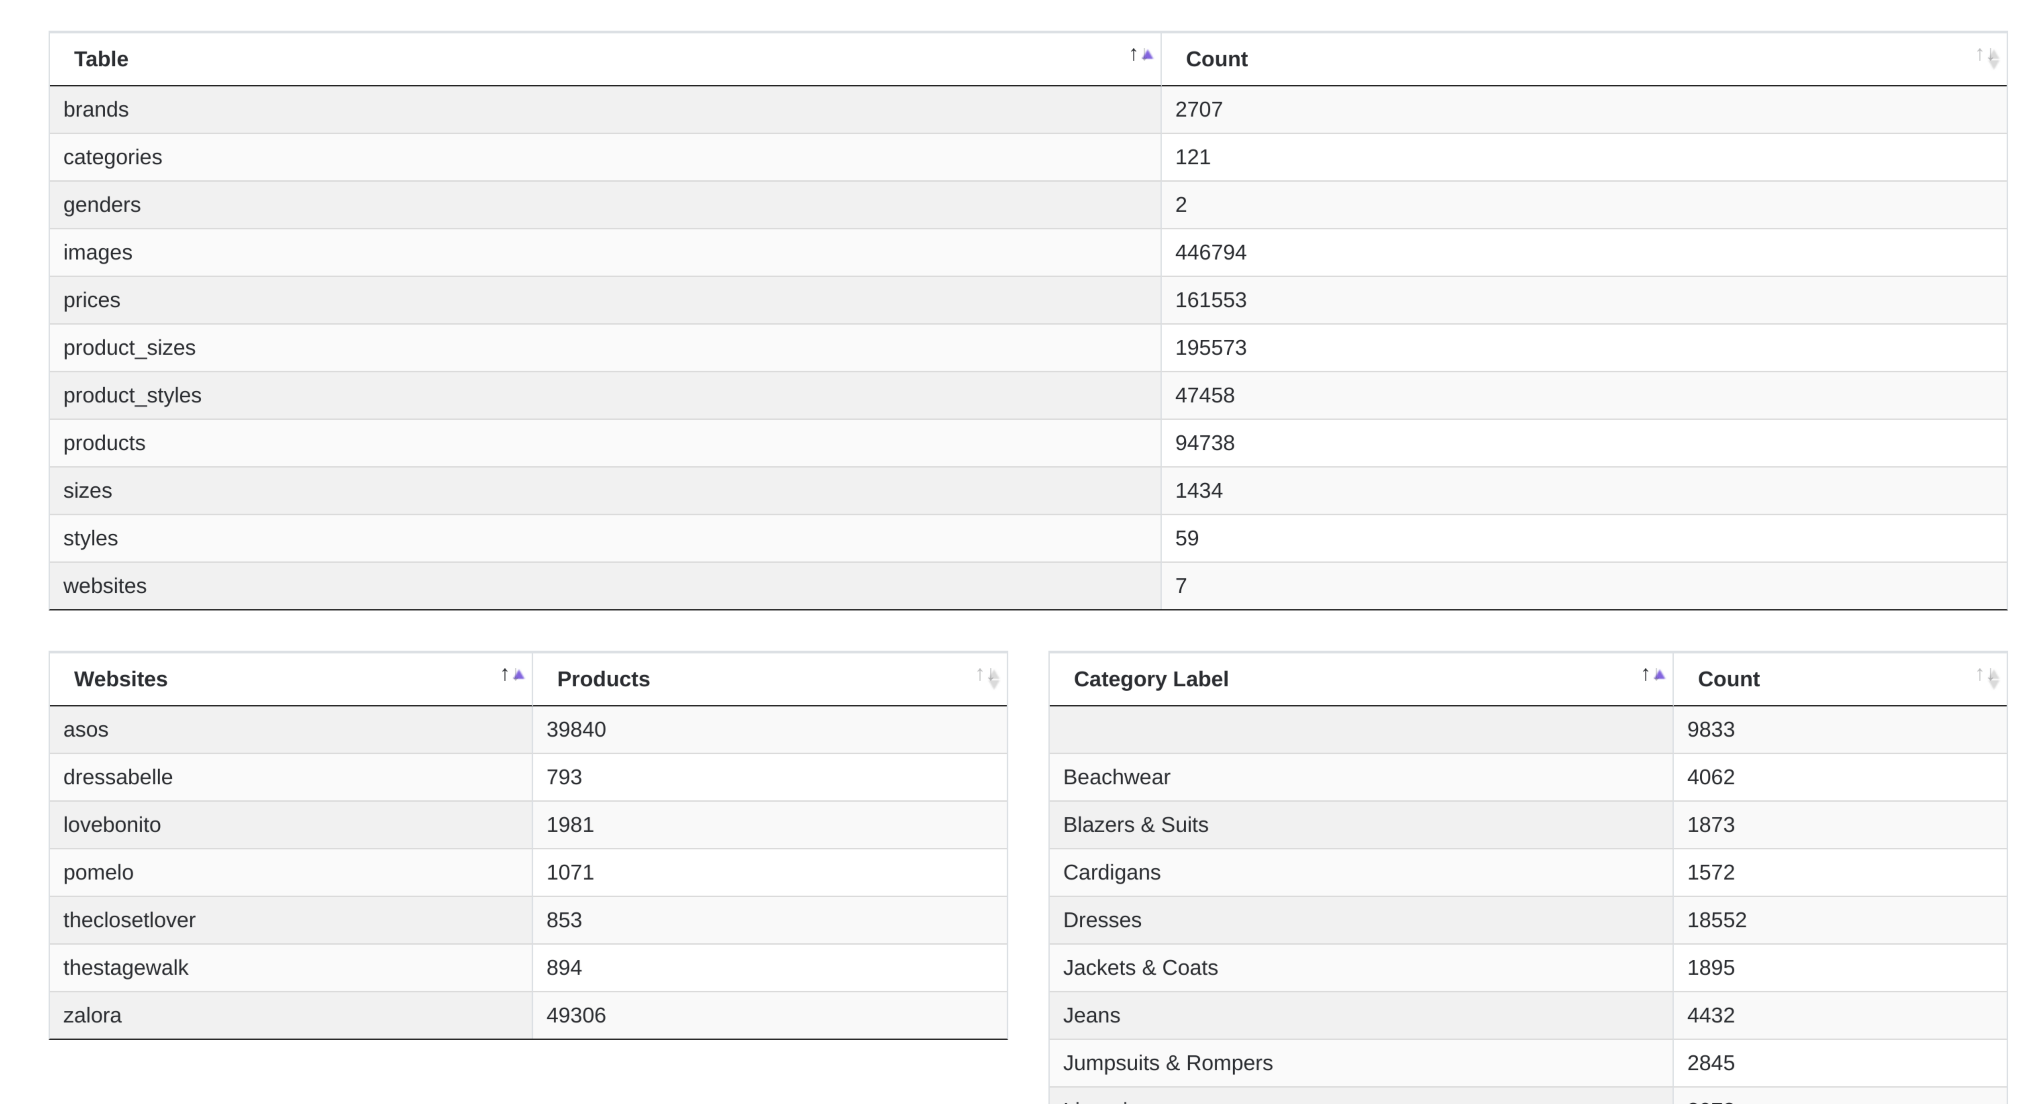 Table Count
brands 2707
categories 121
genders 2
images 446794
prices 161553
product_sizes 195573
product_styles 47458
products 94738
sizes 1434
styles 59
websites 7
Websites Products
asos 39840
dressabelle 793
lovebonito 1981
pomelo 1071
theclosetlover 853
thestagewalk 894
zalora 49306
Category Label Count
9833
Beachwear 4062
Blazers & Suits 1873
Cardigans 1572
Dresses 18552
Jackets & Coats 1895
Jeans 4432
Jumpsuits & Rompers 2845